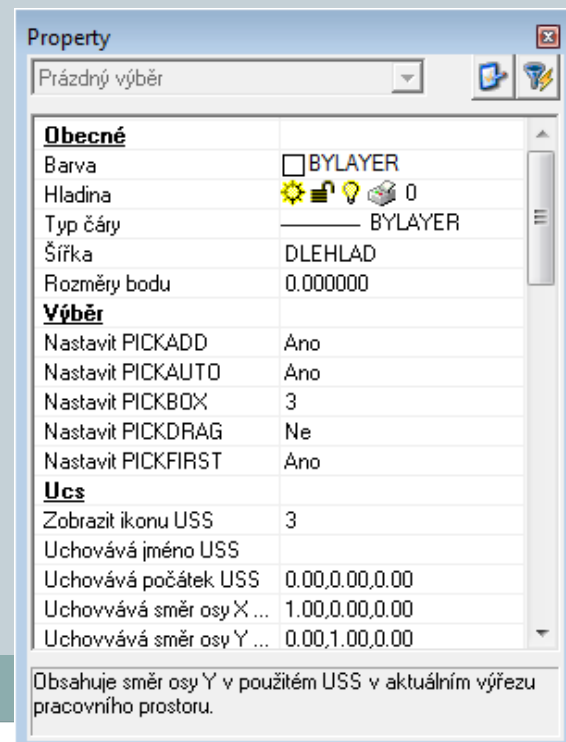 Property
Prázdný výběr
Obecné
Barva BYLAYER
Hladina 0
Typ čáry BYLAYER
Šířka DLEHLAD
Rozměry bodu 0.000000
Výběr
Nastavit PICKADD Ano
Nastavit PICKAUTO Ano
Nastavit PICKBOX 3
Nastavit PICKDRAG Ne
Nastavit PICKFIRST Ano
Ucs
Zobrazit ikonu USS 3
Uchovává jméno USS
Uchovává počátek USS 0.00,0.00,0.00
Uchovvává směr osy X ... 1.00,0.00,0.00
Uchovvává směr osy Y ... 0.00,1.00,0.00
Obsahuje směr osy Y v použitém USS v aktuálním výřezu
pracovního prostoru.